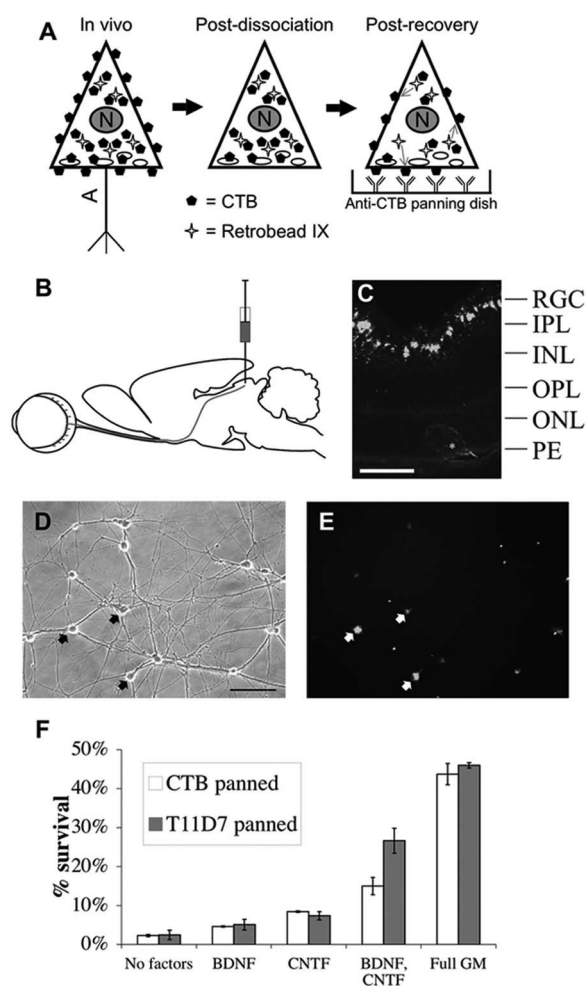 A
In vivo
Post-dissociation
Post-recovery
N
N
N
A
= CTB
= Retrobead IX
Anti-CTB panning dish
B
C
RGC
IPL
INL
OPL
ONL
PE
*
D
E
F
% survival
50%
40%
30%
20%
10%
0%
CTB panned
T11D7 panned
No factors
BDNF
CNTF
BDNF,
CNTF
Full GM